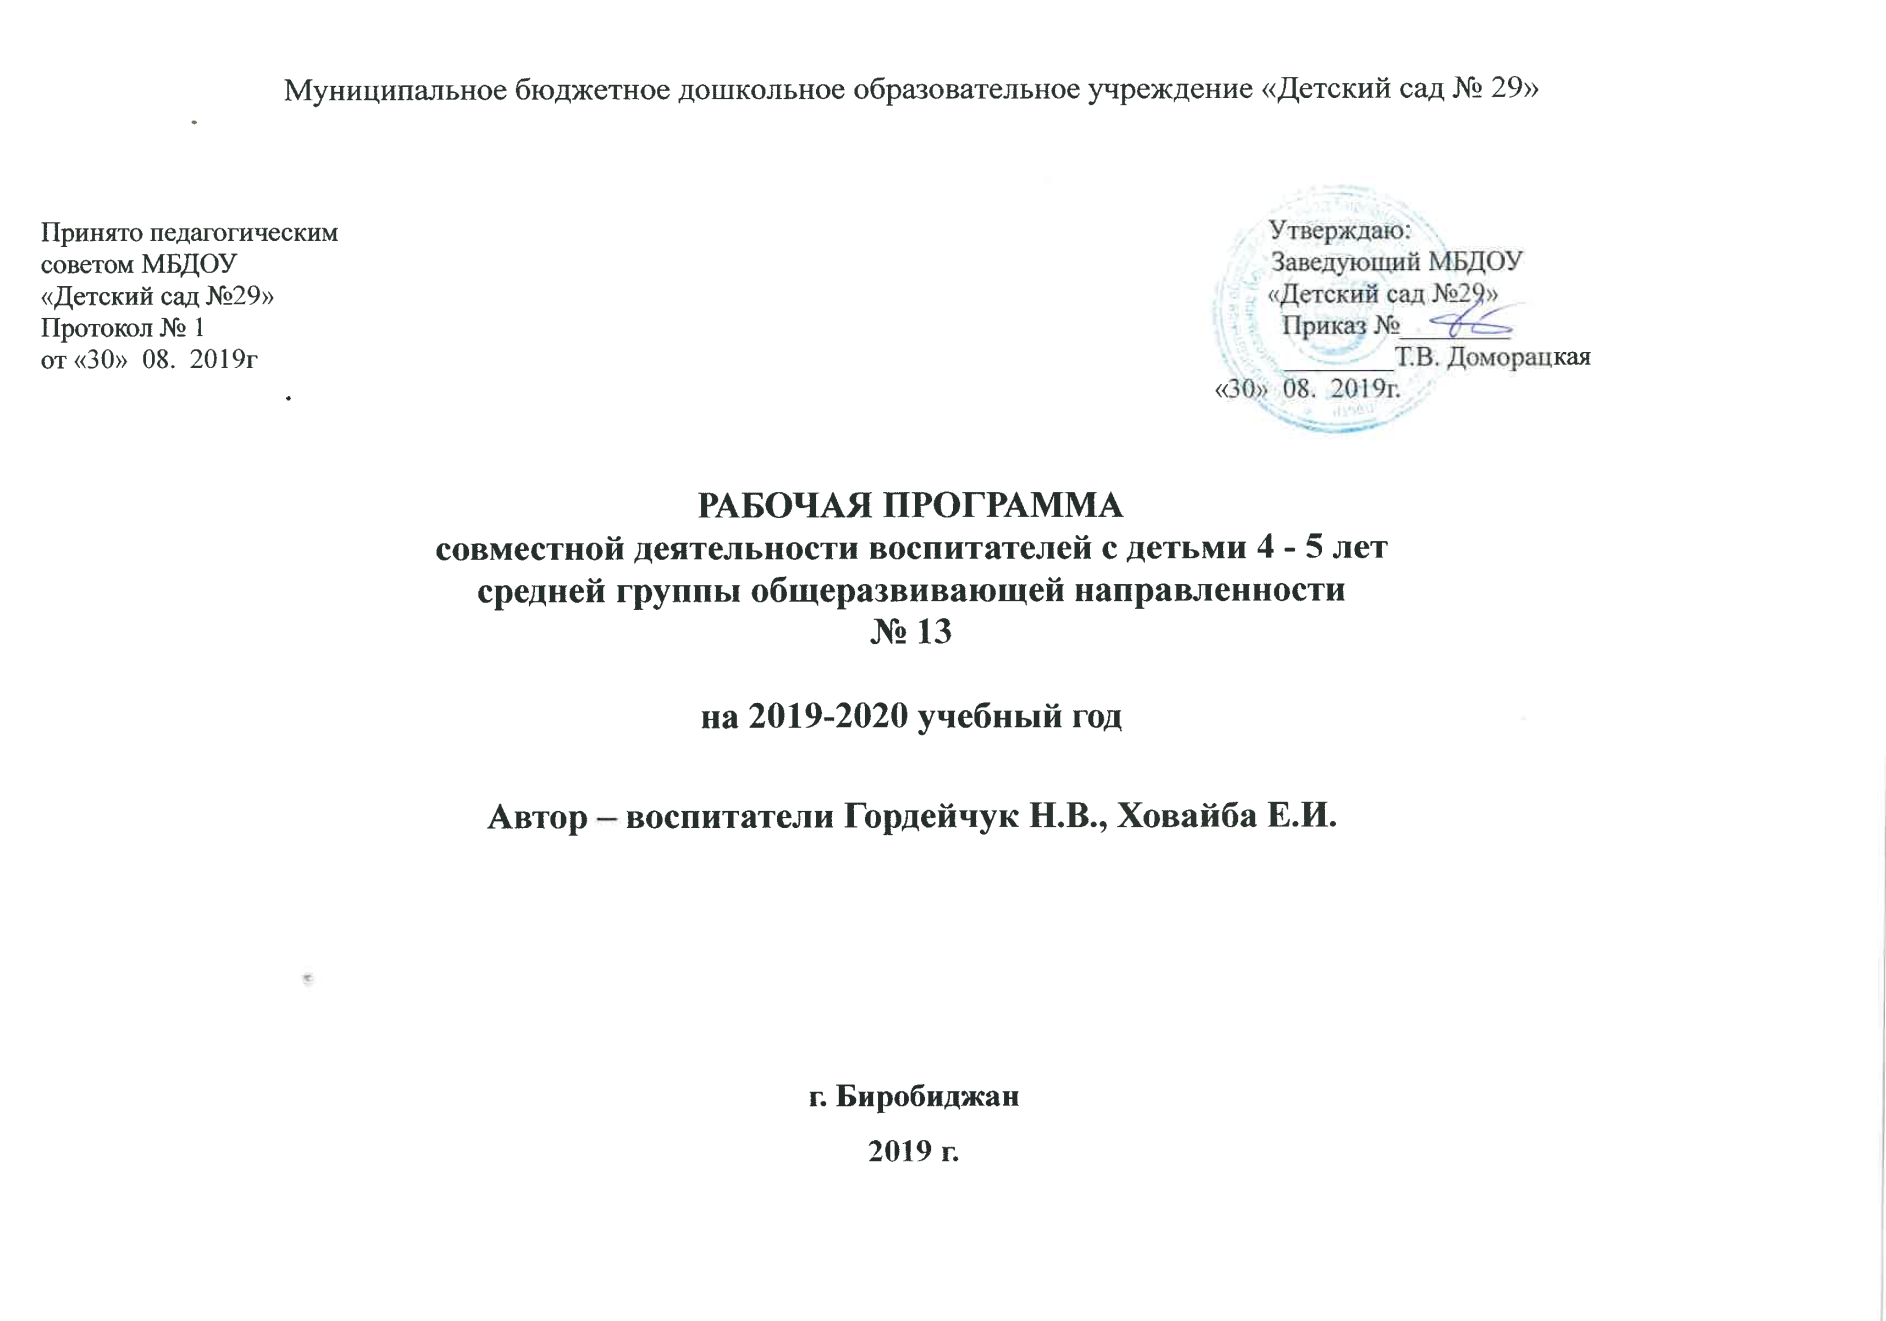 Муниципальное бюджетное дошкольное образовательное учреждение «Детский сад № 29»
Принято педагогическим
советом МБДОУ
«Детский сад №29»
Протокол № 1
от «30» 08. 2019г
Утверждаю:
Заведующий МБДОУ
«Детский сад №29»
Приказ №________
________Т.В. Доморацкая
«30» 08. 2019г.
РАБОЧАЯ ПРОГРАММА
совместной деятельности воспитателей с детьми 4 - 5 лет
средней группы общеразвивающей направленности
№ 13
на 2019-2020 учебный год
Автор – воспитатели Гордейчук Н.В., Ховайба Е.И.
г. Биробиджан
2019 г.